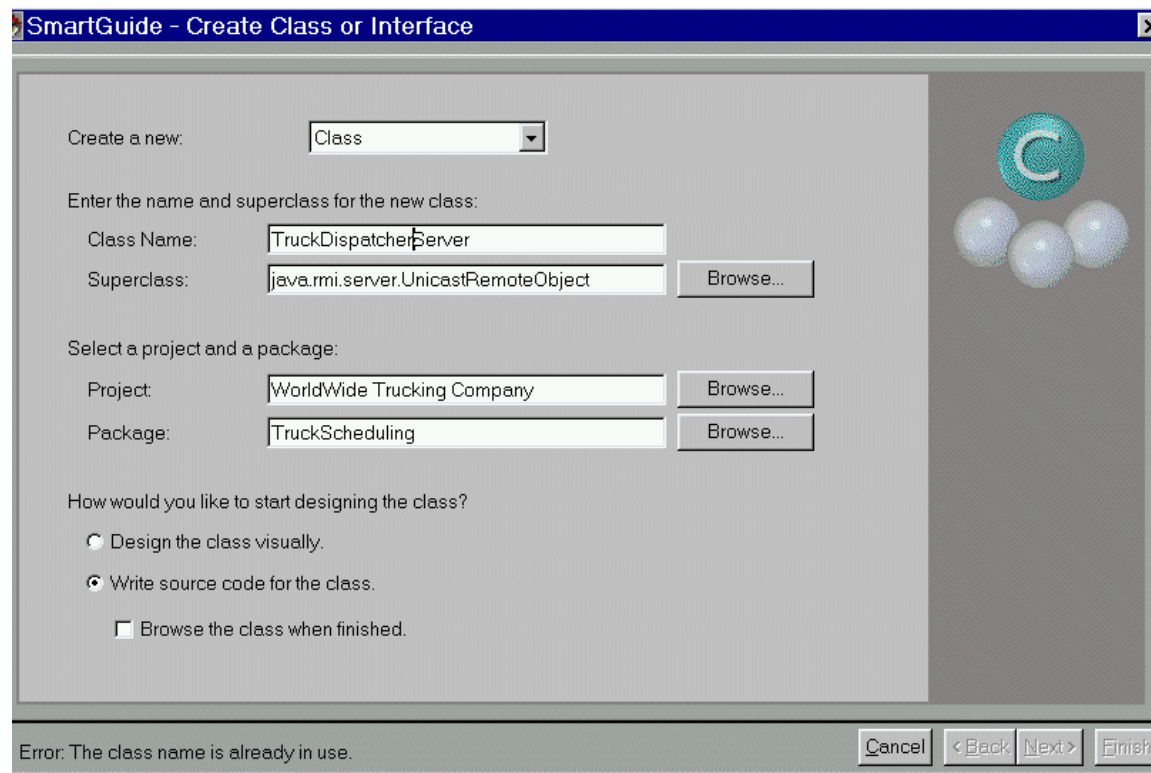 SmartGuide - Create Class or Interface
Create a new: Class
Enter the name and superclass for the new class:
Class Name: TruckDispatcherServer
Superclass: java.rmi.server.UnicastRemoteObject Browse...
Select a project and a package:
Project: WorldWide Trucking Company Browse...
Package: TruckScheduling Browse...
How would you like to start designing the class?
Design the class visually.
Write source code for the class.
Browse the class when finished.
Error: The class name is already in use. Cancel < Back Next > Finish
C